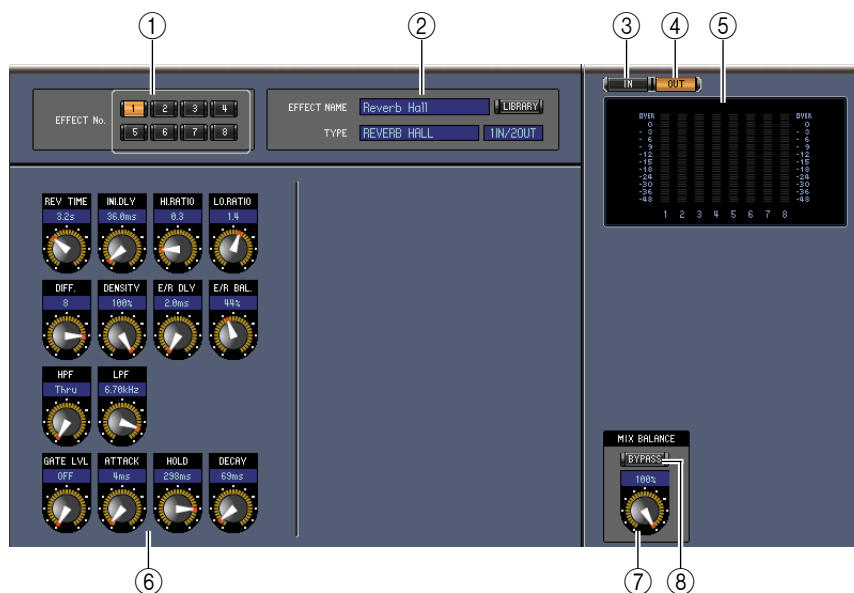 ① ② ③ ④ ⑤
IN OUT
EFFECT No. 1 2 3 4
5 6 7 8
EFFECT NAME Reverb Hall LIBRARY
TYPE REVERB HALL 1IN/2OUT
OVER OVER
0 0
- 3 - 3
- 6 - 6
- 9 - 9
-12 -12
-15 -15
-18 -18
-24 -24
-30 -30
-36 -36
-48 -48
1 2 3 4 5 6 7 8
REV TIME INI.DLY HI.RATIO LO.RATIO
3.2s 36.0ms 0.3 1.4
DIFF. DENSITY E/R DLY E/R BAL.
8 100% 2.0ms 44%
HPF LPF
Thru 6.70kHz
GATE LVL ATTACK HOLD DECAY
OFF 4ms 298ms 69ms
MIX BALANCE
BYPASS
100%
⑥ ⑦ ⑧